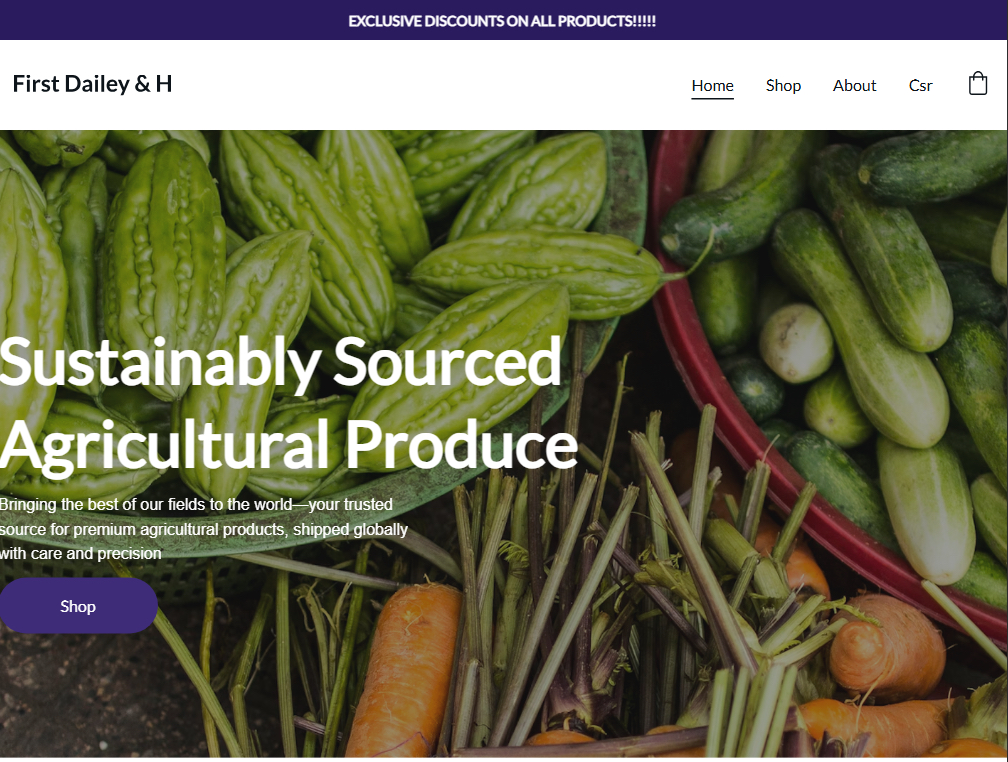 EXCLUSIVE DISCOUNTS ON ALL PRODUCTS!!!!!
First Dailey & H
Home
Shop
About
Csr
Sustainably Sourced
Agricultural Produce
Bringing the best of our fields to the world—your trusted
source for premium agricultural products, shipped globally
with care and precision
Shop